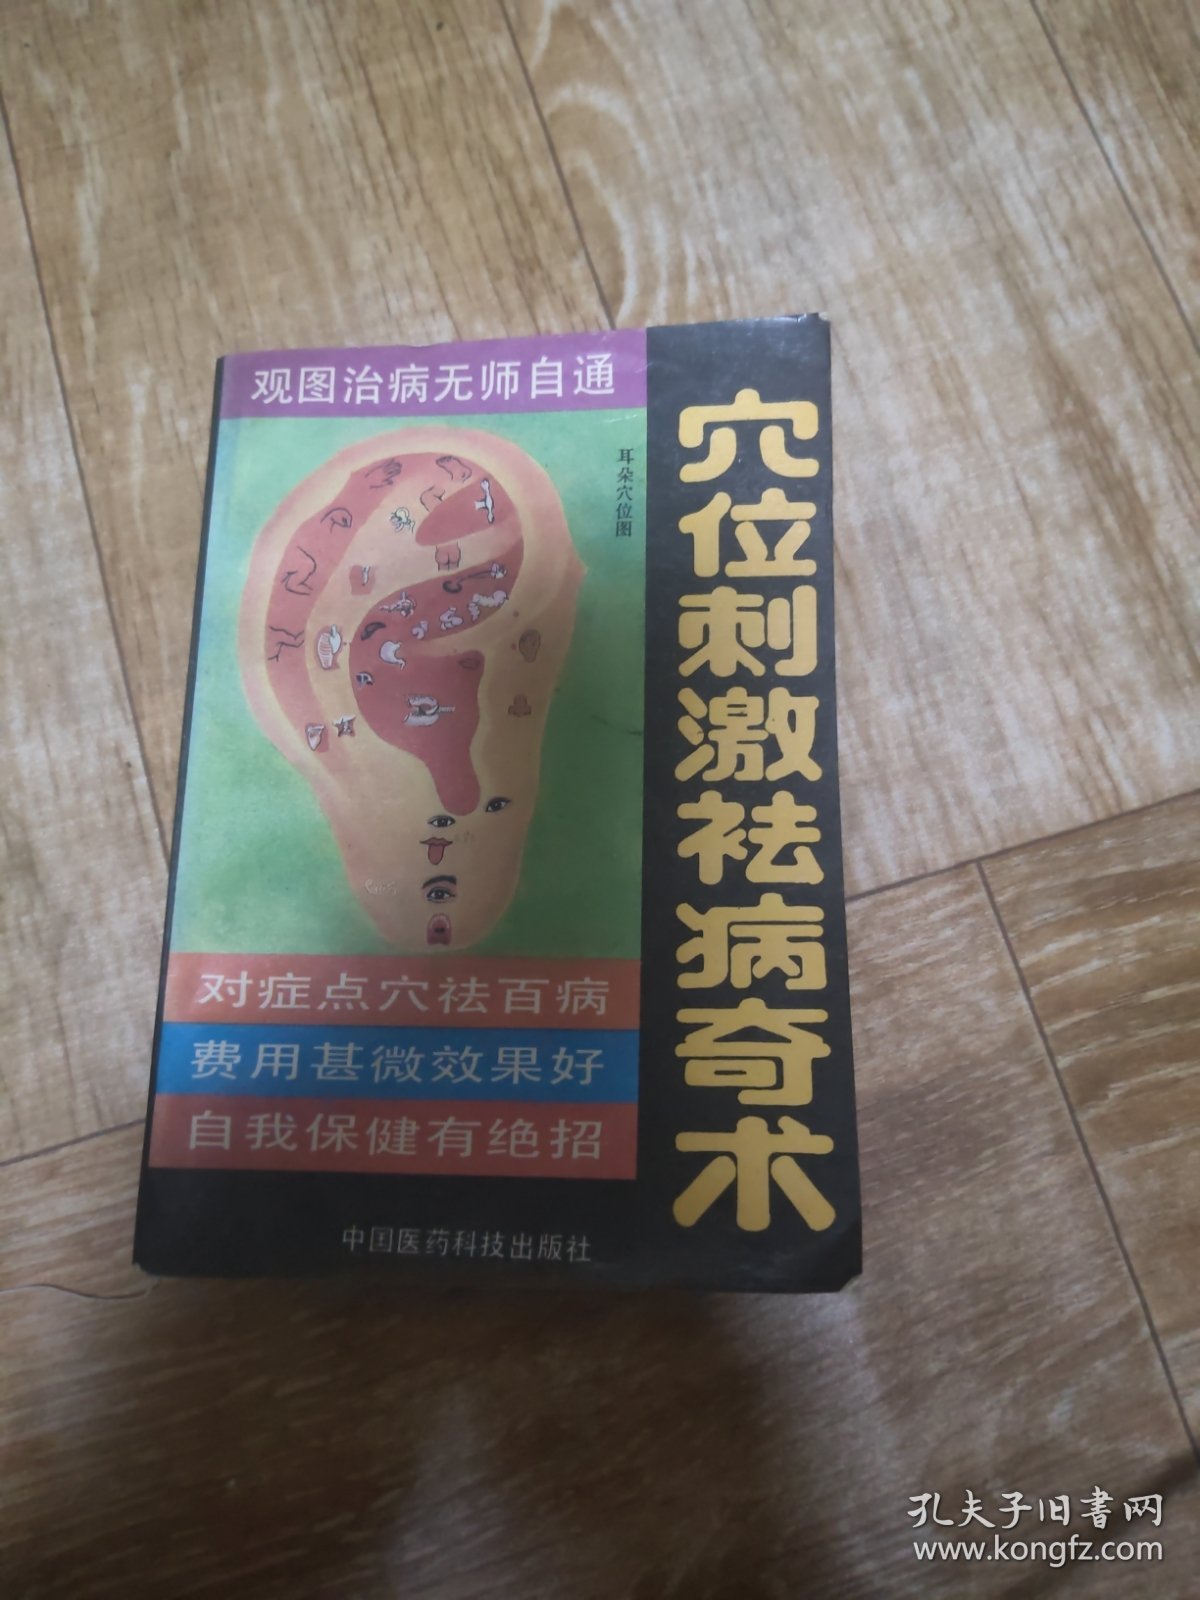 观图治病无师自通
耳朵穴位图
穴位刺激祛病奇术
对症点穴祛百病
费用甚微效果好
自我保健有绝招
中国医药科技出版社
孔夫子旧书网
www.kongfz.com